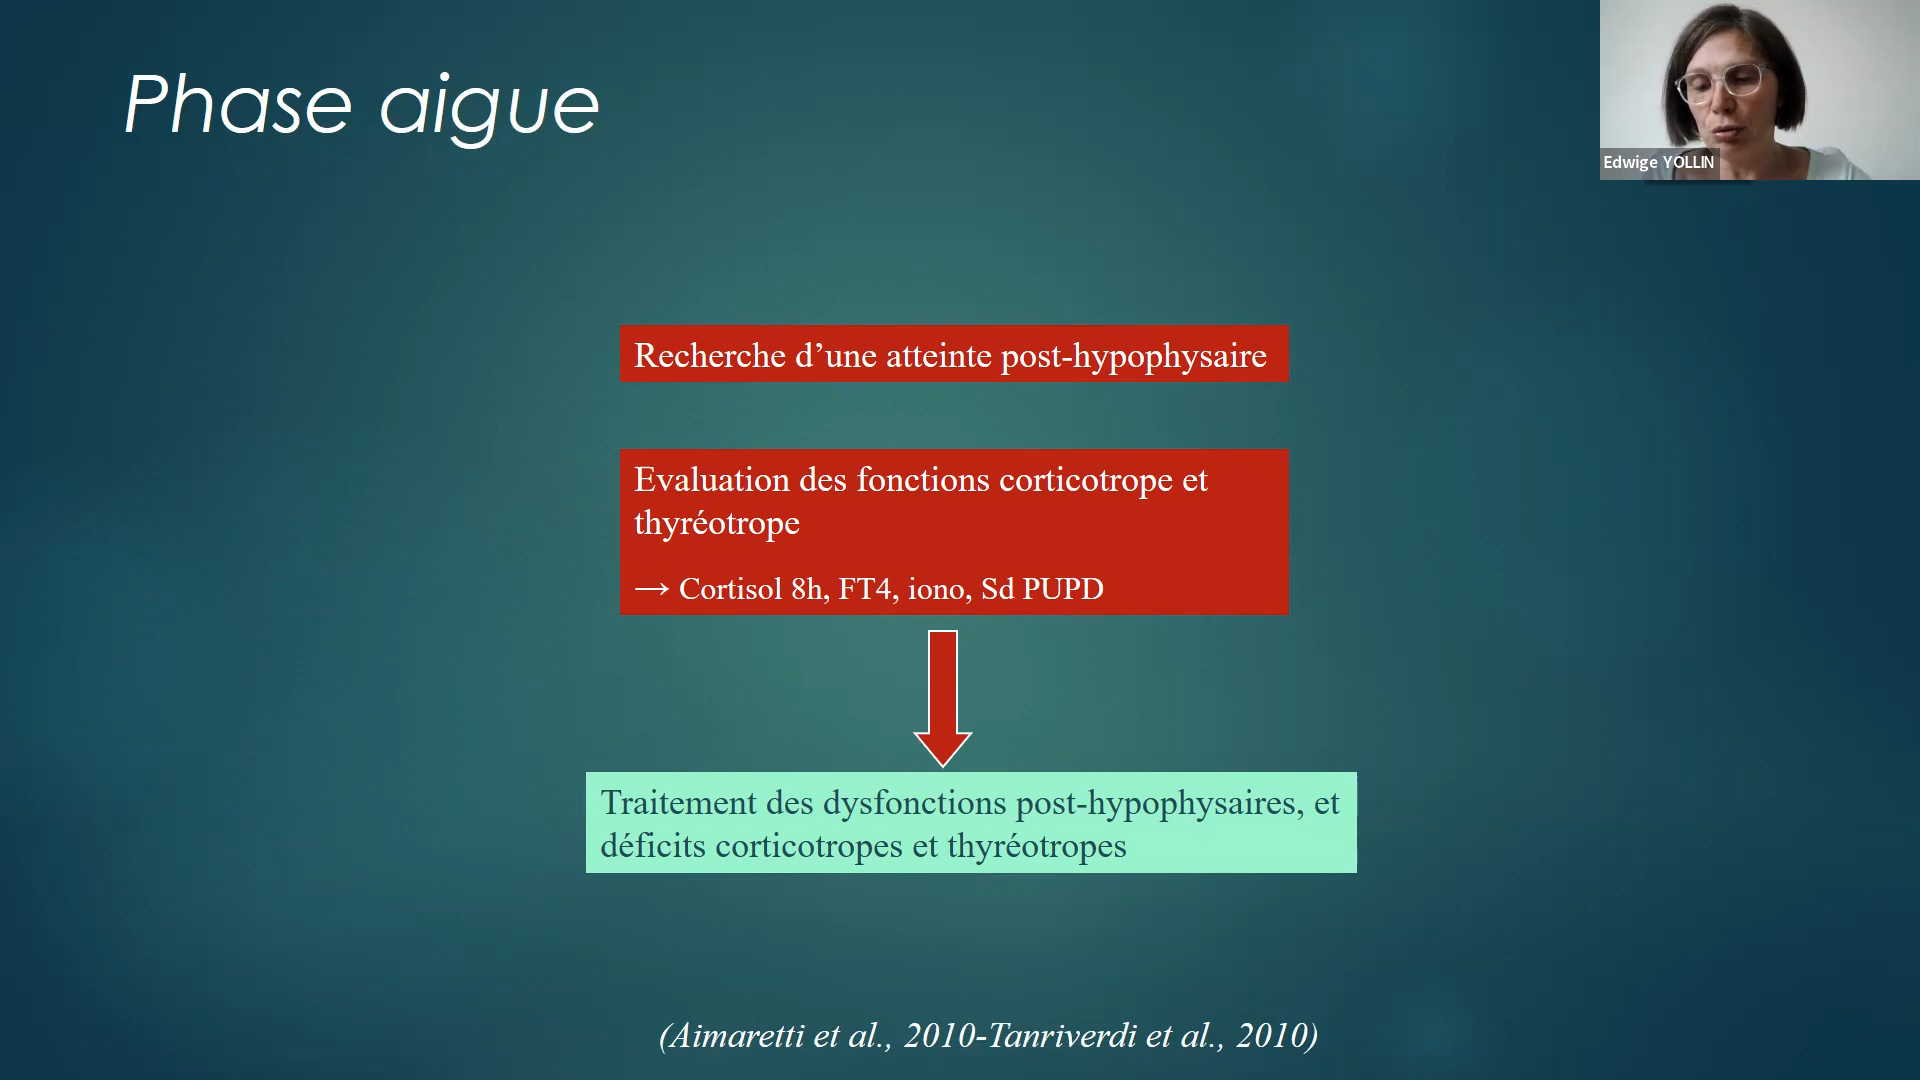 Phase aigue
Edwige YOLLIN
Recherche d’une atteinte post-hypophysaire
Evaluation des fonctions corticotrope et
thyréotrope
→ Cortisol 8h, FT4, iono, Sd PUPD
Traitement des dysfonctions post-hypophysaires, et
déficits corticotropes et thyréotropes
(Aimaretti et al., 2010-Tanriverdi et al., 2010)